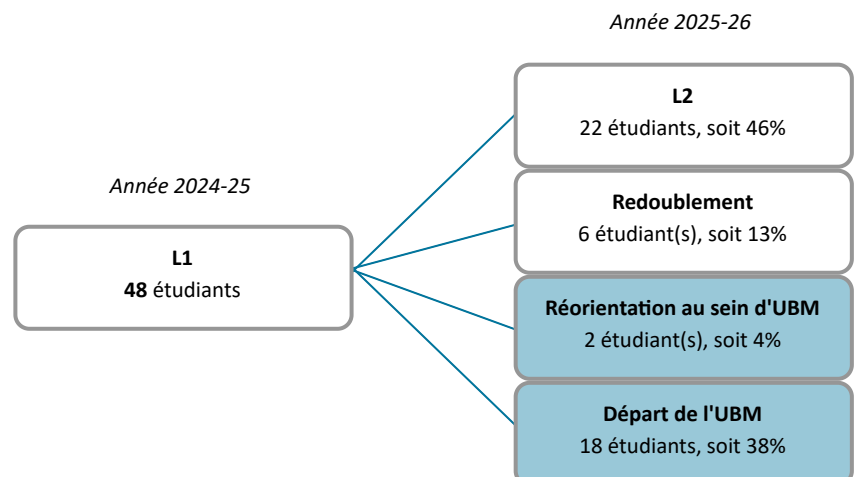 Année 2025-26
L2
22 étudiants, soit 46%
Année 2024-25
Redoublement
6 étudiant(s), soit 13%
L1
48 étudiants
Réorientation au sein d'UBM
2 étudiant(s), soit 4%
Départ de l'UBM
18 étudiants, soit 38%